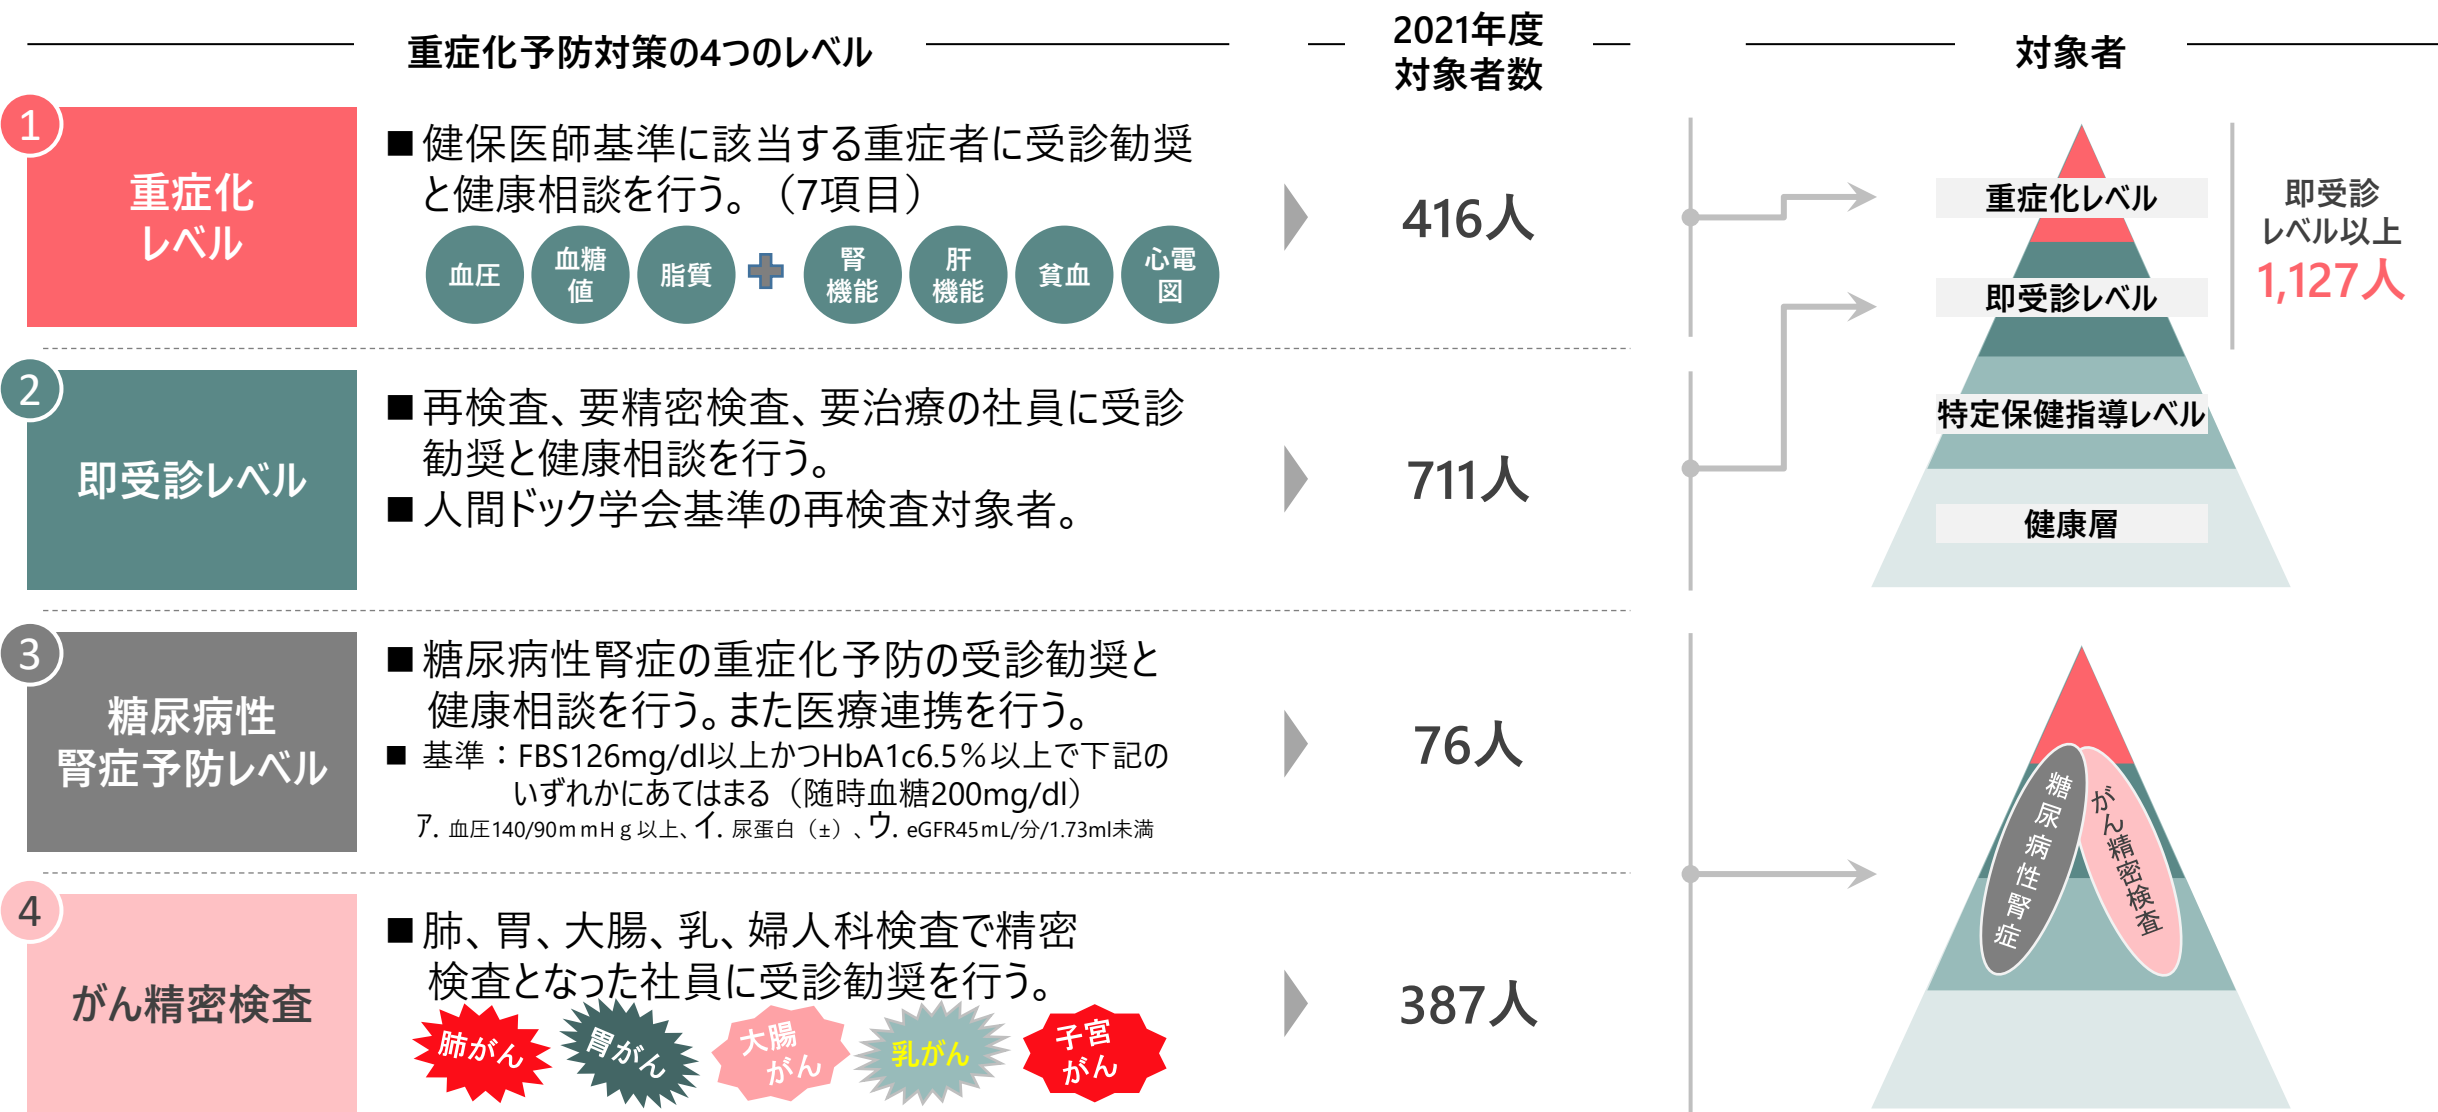 重症化予防対策の4つのレベル
2021年度
対象者数
対象者
1
重症化
レベル
■健保医師基準に該当する重症者に受診勧奨
と健康相談を行う。（7項目）
血圧
血糖
値
脂質
腎
機能
肝
機能
貧血
心電
図
416人
2
即受診レベル
■再検査、要精密検査、要治療の社員に受診
勧奨と健康相談を行う。
■人間ドック学会基準の再検査対象者。
711人
3
糖尿病性
腎症予防レベル
■糖尿病性腎症の重症化予防の受診勧奨と
健康相談を行う。また医療連携を行う。
■ 基準：FBS126mg/dl以上かつHbA1c6.5％以上で下記の
いずれかにあてはまる（随時血糖200mg/dl）
ア. 血圧140/90ｍｍHｇ以上、イ. 尿蛋白（±）、ウ. eGFR45ｍL/分/1.73ml未満
76人
4
がん精密検査
■肺、胃、大腸、乳、婦人科検査で精密
検査となった社員に受診勧奨を行う。
肺がん
胃がん
大腸
がん
乳がん
子宮
がん
387人
重症化レベル
即受診レベル
特定保健指導レベル
健康層
即受診
レベル以上
1,127人
糖尿病性腎症
がん精密検査